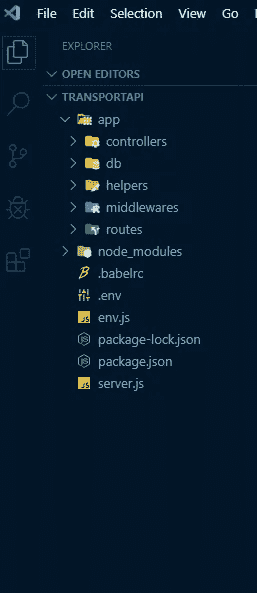 File Edit Selection View Go
EXPLORER
OPEN EDITORS
TRANSPORTAPI
app
controllers
db
helpers
middlewares
routes
node_modules
.babelrc
.env
env.js
package-lock.json
package.json
server.js